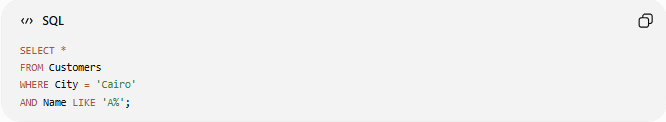 SQL
SELECT *
FROM Customers
WHERE City = 'Cairo'
AND Name LIKE 'A%';